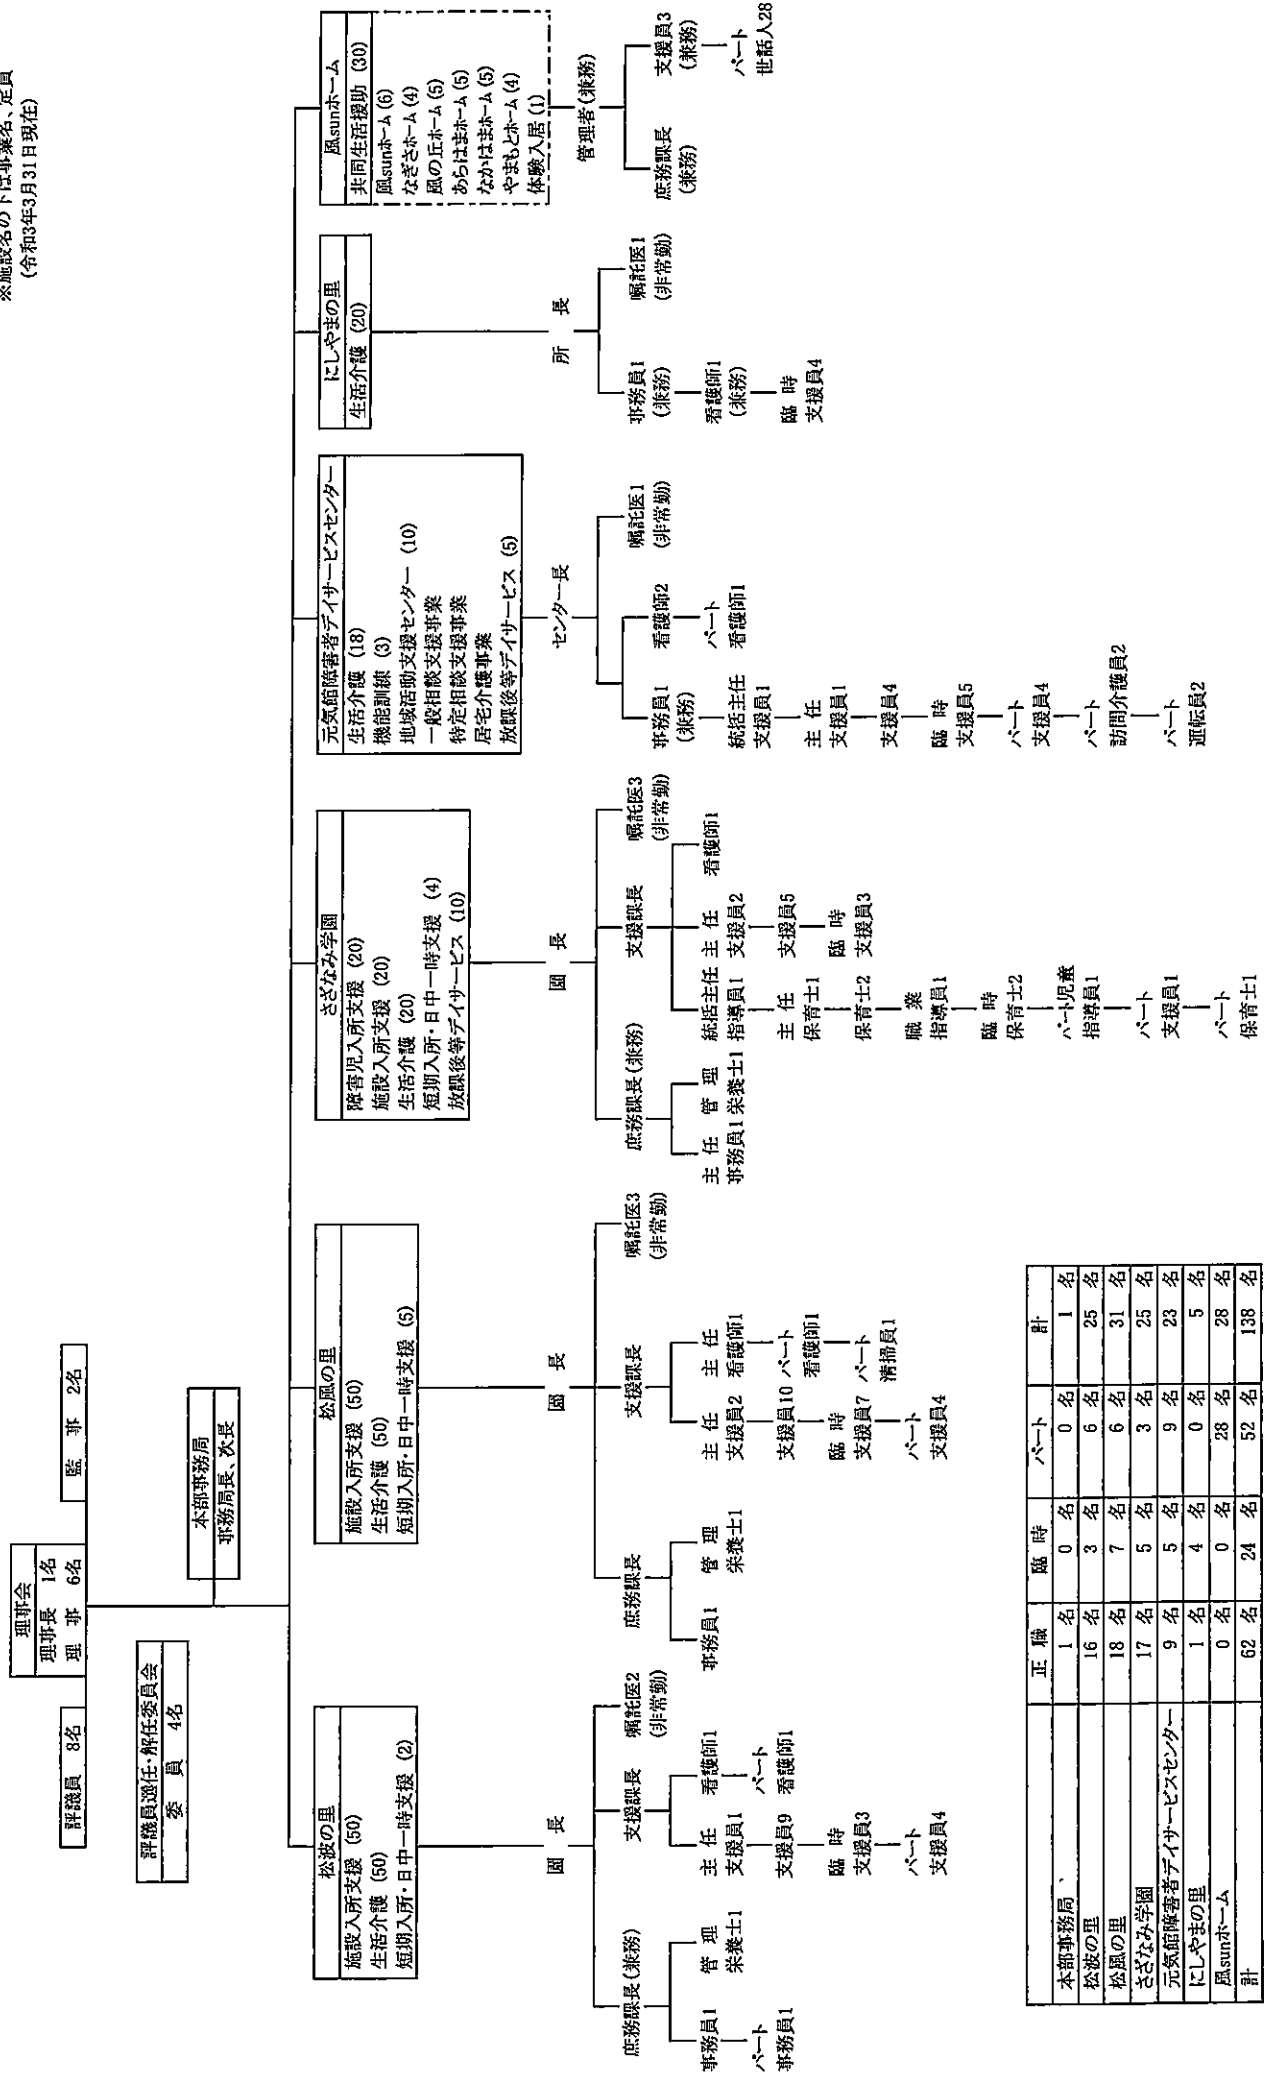 ※施設名の下は事業名、定員
(令和3年3月31日現在)
理事会
理事長 1名
理 事 6名
評議員 8名
監 事 2名
評議員選任・解任委員会
委 員 4名
本部事務局
事務局長、次長
松波の里
施設入所支援 (50)
生活介護 (50)
短期入所・日中一時支援 (2)
園 長
庶務課長(兼務)
事務員1
パート
事務員1
管 理
栄養士1
支援課長
主 任
支援員1
支援員9
臨 時
支援員3
パート
支援員4
看護師1
パート
看護師1
嘱託医2
(非常勤)
松風の里
施設入所支援 (50)
生活介護 (50)
短期入所・日中一時支援 (5)
園 長
庶務課長
事務員1
管 理
栄養士1
支援課長
主 任
支援員2
支援員10
臨 時
支援員7
パート
支援員4
主 任
看護師1
パート
看護師1
パート
清掃員1
嘱託医3
(非常勤)
さざなみ学園
障害児入所支援 (20)
施設入所支援 (20)
生活介護 (20)
短期入所・日中一時支援 (4)
放課後等デイサービス (10)
園 長
庶務課長(兼務)
主 任
事務員1
管 理
栄養士1
支援課長
統括主任
指導員1
主 任
保育士1
保育士2
職 業
指導員1
臨 時
保育士2
パート児童
指導員1
パート
支援員1
パート
保育士1
主 任
支援員2
支援員5
臨 時
支援員3
看護師1
嘱託医3
(非常勤)
元気館障害者デイサービスセンター
生活介護 (18)
機能訓練 (3)
地域活動支援センター (10)
一般相談支援事業
特定相談支援事業
居宅介護事業
放課後等デイサービス (5)
センター長
事務員1
(兼務)
統括主任
支援員1
主 任
支援員1
支援員4
臨 時
支援員5
パート
支援員4
パート
訪問介護員2
パート
運転員2
看護師2
パート
看護師1
嘱託医1
(非常勤)
にしやまの里
生活介護 (20)
所 長
事務員1
(兼務)
看護師1
(兼務)
臨 時
支援員4
嘱託医1
(非常勤)
風sunホーム
共同生活援助 (30)
風sunホーム (6)
なぎさホーム (4)
風の丘ホーム (5)
あらはまホーム (5)
なかはまホーム (5)
やまもとホーム (4)
体験入居 (1)
管理者(兼務)
庶務課長
(兼務)
支援員3
(兼務)
パート
世話人28
正 職 臨 時 パート 計
本部事務局、 1 名 0 名 0 名 1 名
松波の里 16 名 3 名 6 名 25 名
松風の里 18 名 7 名 6 名 31 名
さざなみ学園 17 名 5 名 3 名 25 名
元気館障害者デイサービスセンター 9 名 5 名 9 名 23 名
にしやまの里 1 名 4 名 0 名 5 名
風sunホーム 0 名 0 名 28 名 28 名
計 62 名 24 名 52 名 138 名